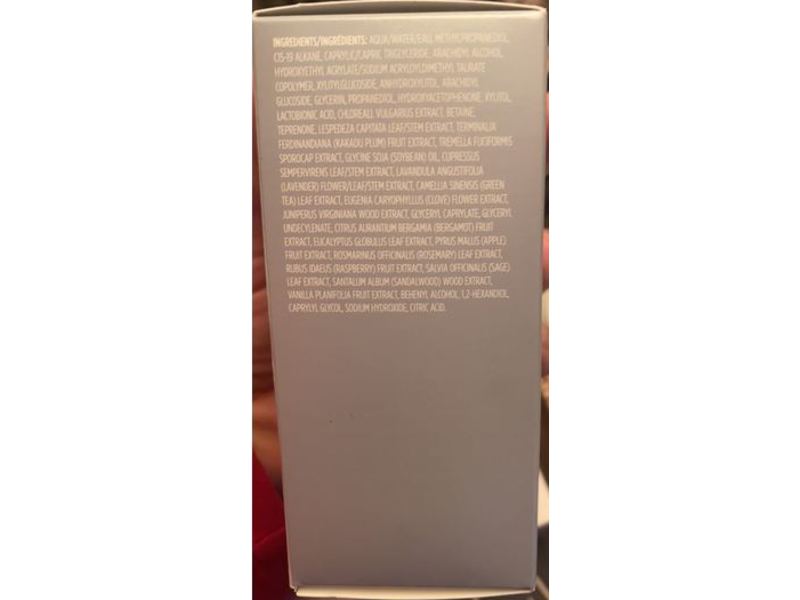 INGREDIENTS/INGRÉDIENTS: AQUA/WATER/EAU, METHYLPROPANEDIOL,
C15-19 ALKANE, CAPRYLIC/CAPRIC TRIGLYCERIDE, ARACHIDYL ALCOHOL,
HYDROXYETHYL ACRYLATE/SODIUM ACRYLOYLDIMETHYL TAURATE
COPOLYMER, XYLITYLGLUCOSIDE, ANHYDROXYLITOL, ARACHIDYL
GLUCOSIDE, GLYCERIN, PROPANEDIOL, HYDROXYACETOPHENONE, XYLITOL,
LACTOBIONIC ACID, CHLORELLA VULGARIS EXTRACT, BETAINE,
TEPRENONE, LESPEDEZA CAPITATA LEAF/STEM EXTRACT, TERMINALIA
FERDINANDIANA (KAKADU PLUM) FRUIT EXTRACT, TREMELLA FUCIFORMIS
SPOROCARP EXTRACT, GLYCINE SOJA (SOYBEAN) OIL, CUPRESSUS
SEMPERVIRENS LEAF/STEM EXTRACT, LAVANDULA ANGUSTIFOLIA
(LAVENDER) FLOWER/LEAF/STEM EXTRACT, CAMELLIA SINENSIS (GREEN
TEA) LEAF EXTRACT, EUGENIA CARYOPHYLLUS (CLOVE) FLOWER EXTRACT,
JUNIPERUS VIRGINIANA WOOD EXTRACT, GLYCERYL CAPRYLATE, GLYCERYL
UNDECYLENATE, CITRUS AURANTIUM BERGAMIA (BERGAMOT) FRUIT
EXTRACT, EUCALYPTUS GLOBULUS LEAF EXTRACT, PYRUS MALUS (APPLE)
FRUIT EXTRACT, ROSMARINUS OFFICINALIS (ROSEMARY) LEAF EXTRACT,
RUBUS IDAEUS (RASPBERRY) FRUIT EXTRACT, SALVIA OFFICINALIS (SAGE)
LEAF EXTRACT, SANTALUM ALBUM (SANDALWOOD) WOOD EXTRACT,
VANILLA PLANIFOLIA FRUIT EXTRACT, BEHENYL ALCOHOL, 1,2-HEXANDIOL,
CAPRYLYL GLYCOL, SODIUM HYDROXIDE, CITRIC ACID.